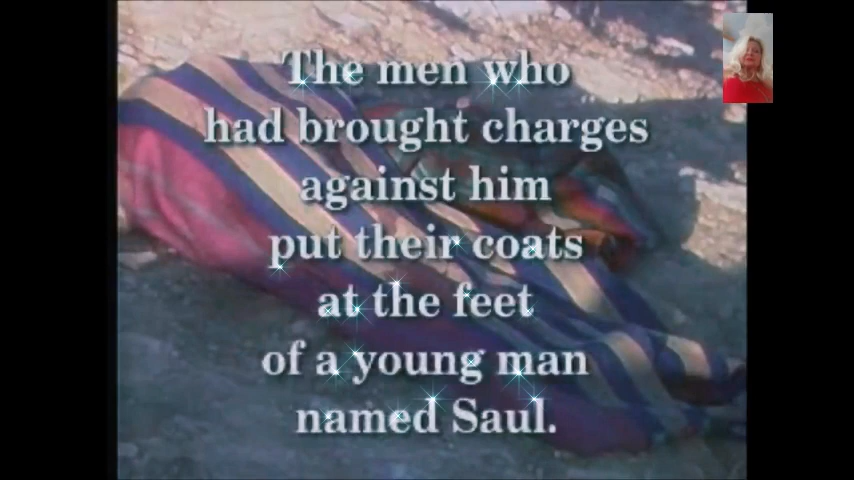 The men who
had brought charges
against him
put their coats
at the feet
of a young man
named Saul.